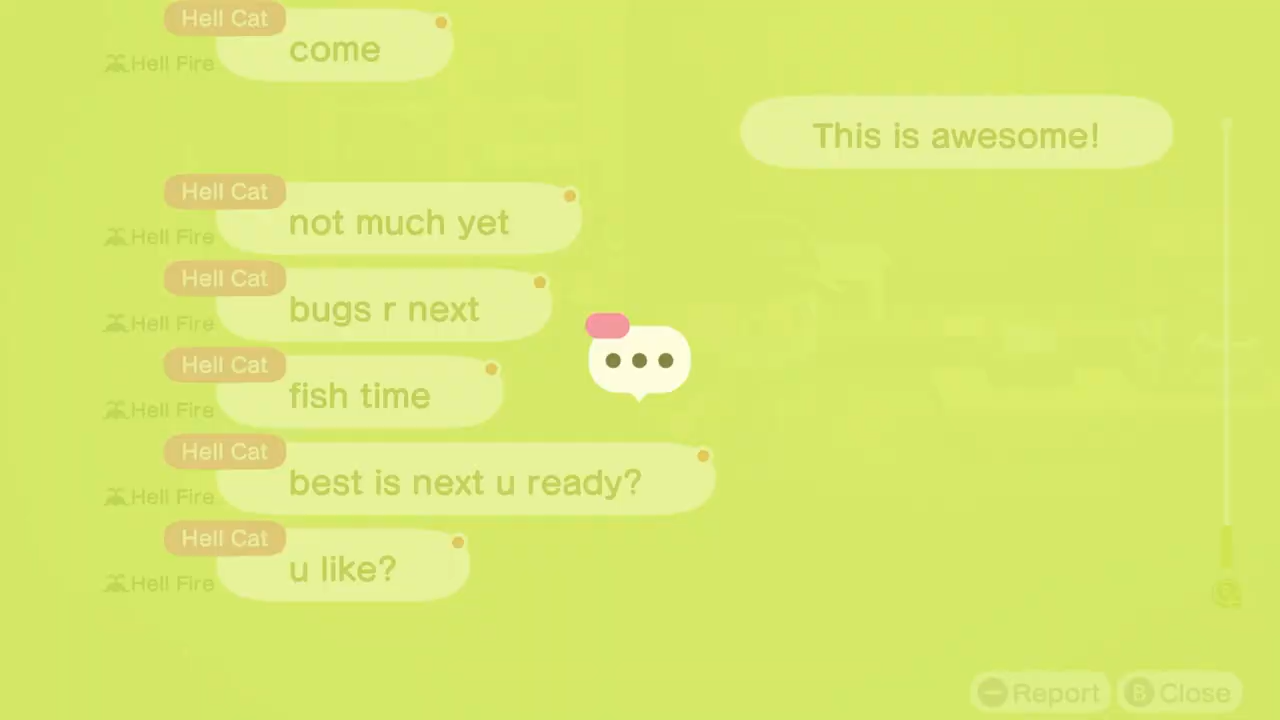 Hell Cat
come
Hell Fire
This is awesome!
Hell Cat
not much yet
Hell Fire
Hell Cat
bugs r next
Hell Fire
Hell Cat
fish time
Hell Fire
Hell Cat
best is next u ready?
Hell Fire
Hell Cat
u like?
Hell Fire
Report
B Close